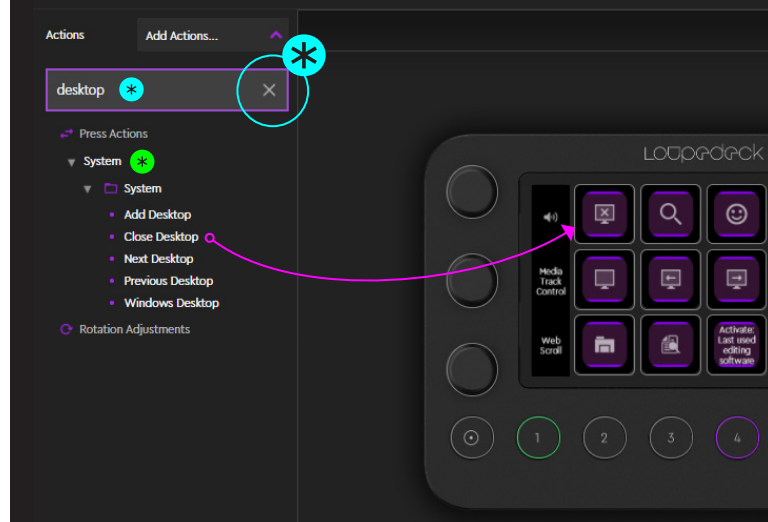 Actions
Add Actions...
desktop
Press Actions
System
System
Add Desktop
Close Desktop
Next Desktop
Previous Desktop
Windows Desktop
Rotation Adjustments
Loupedeck
Media
Track
Control
Web
Scroll
Activate:
Last used
editing
software
1
2
3
4